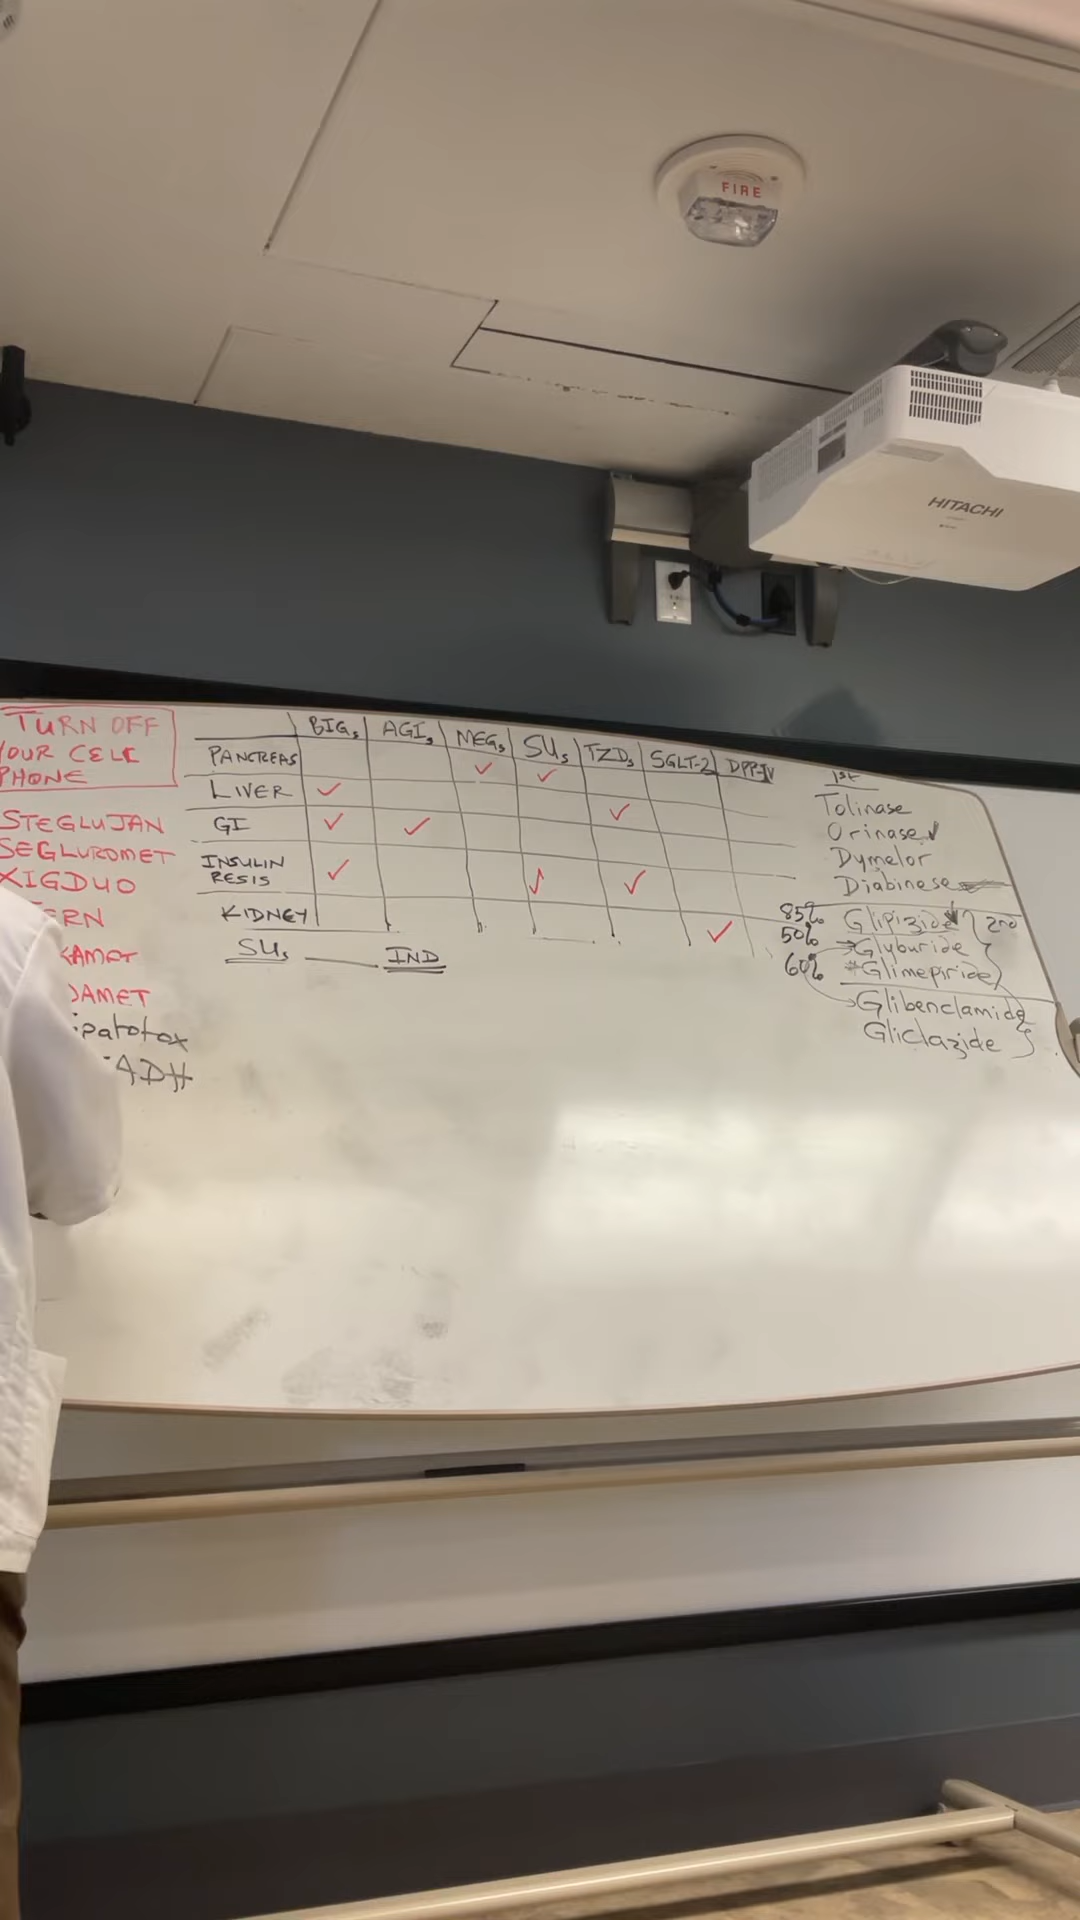 FIRE
HITACHI
TURN OFF
YOUR CELL
PHONE
BIGs AGIs MEGs SUs TZDs SGLT-2 DPP-IV
PANCREAS ✓ ✓
LIVER ✓ ✓
GI ✓ ✓
INSULIN
RESIS ✓ ✓ ✓
KIDNEY ✓
SUs IND
STEGLUJAN
SEGLUROMET
XIGDUO
ERN
KAMET
DAMET
ipatotox
ADH
1st
Tolinase
Orinase ✓
Dymelor
Diabinese
85% Glipizide 2nd
50% → Glyburide
60% *Glimepiride
Glibenclamide
Gliclazide